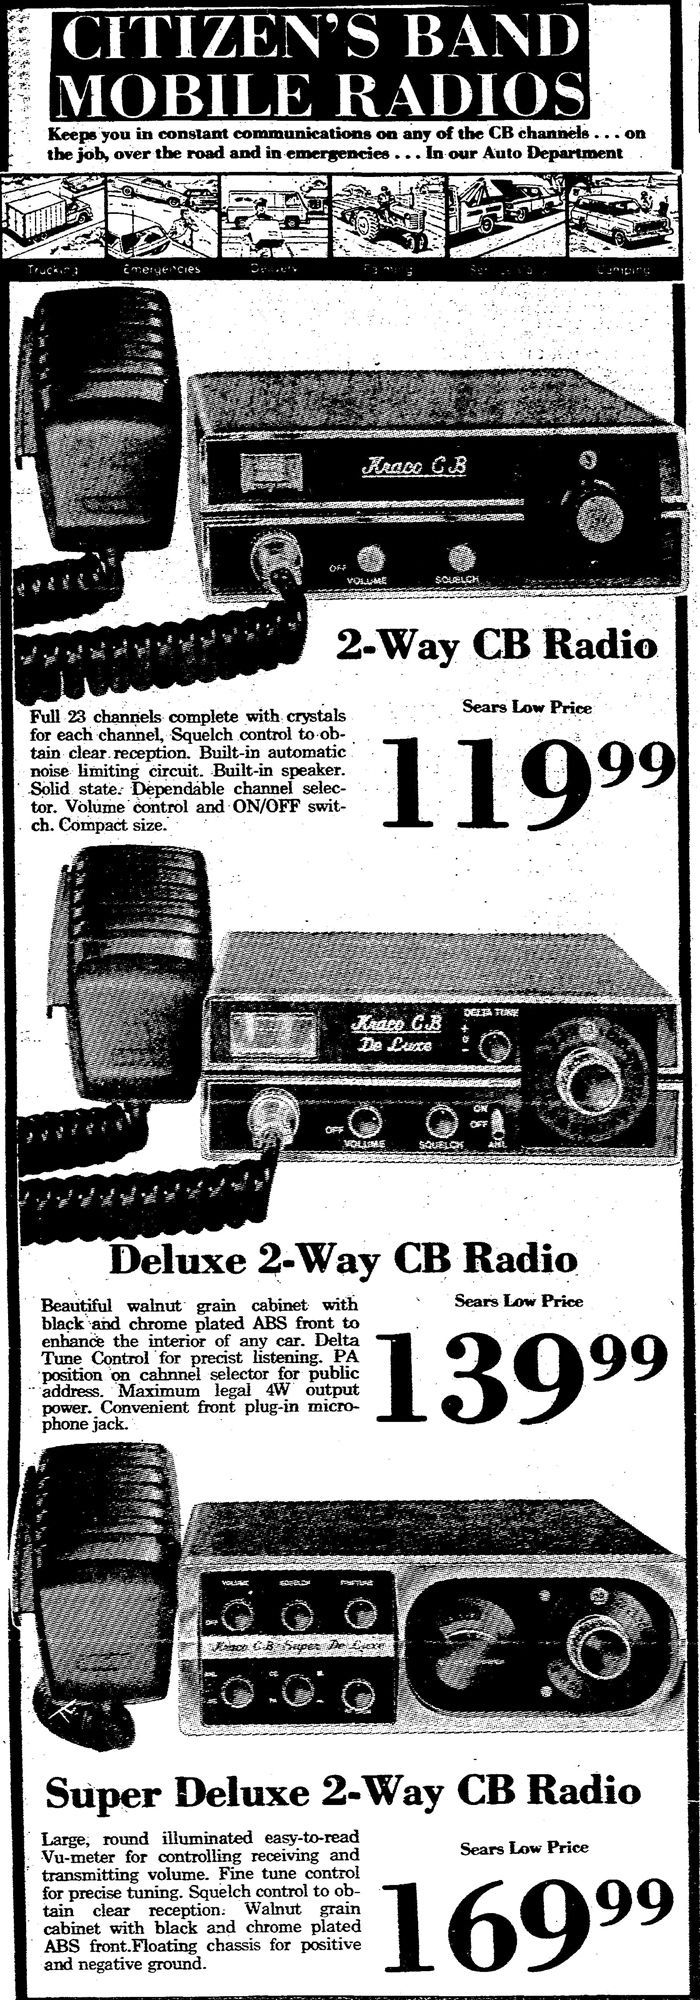 CITIZEN'S BAND
MOBILE RADIOS
Keeps you in constant communications on any of the CB channels . . . on
the job, over the road and in emergencies . . . In our Auto Department
Trucking Emergencies Delivery Farming Camping
Kraco CB
OFF VOLUME SQUELCH
2-Way CB Radio
Full 23 channels complete with crystals
for each channel, Squelch control to ob-
tain clear reception. Built-in automatic
noise limiting circuit. Built-in speaker.
Solid state. Dependable channel selec-
tor. Volume control and ON/OFF swit-
ch. Compact size.
Sears Low Price
119 99
DELTA TUNE
Kraco CB
De Luxe
ON
OFF
OFF VOLUME SQUELCH ANL
Deluxe 2-Way CB Radio
Beautiful walnut grain cabinet with
black and chrome plated ABS front to
enhance the interior of any car. Delta
Tune Control for precist listening. PA
position on cahnnel selector for public
address. Maximum legal 4W output
power. Convenient front plug-in micro-
phone jack.
Sears Low Price
139 99
VOLUME SQUELCH FINE TUNE
OFF
Kraco CB Super De Luxe
Super Deluxe 2-Way CB Radio
Large, round illuminated easy-to-read
Vu-meter for controlling receiving and
transmitting volume. Fine tune control
for precise tuning. Squelch control to ob-
tain clear reception. Walnut grain
cabinet with black and chrome plated
ABS front.Floating chassis for positive
and negative ground.
Sears Low Price
169 99